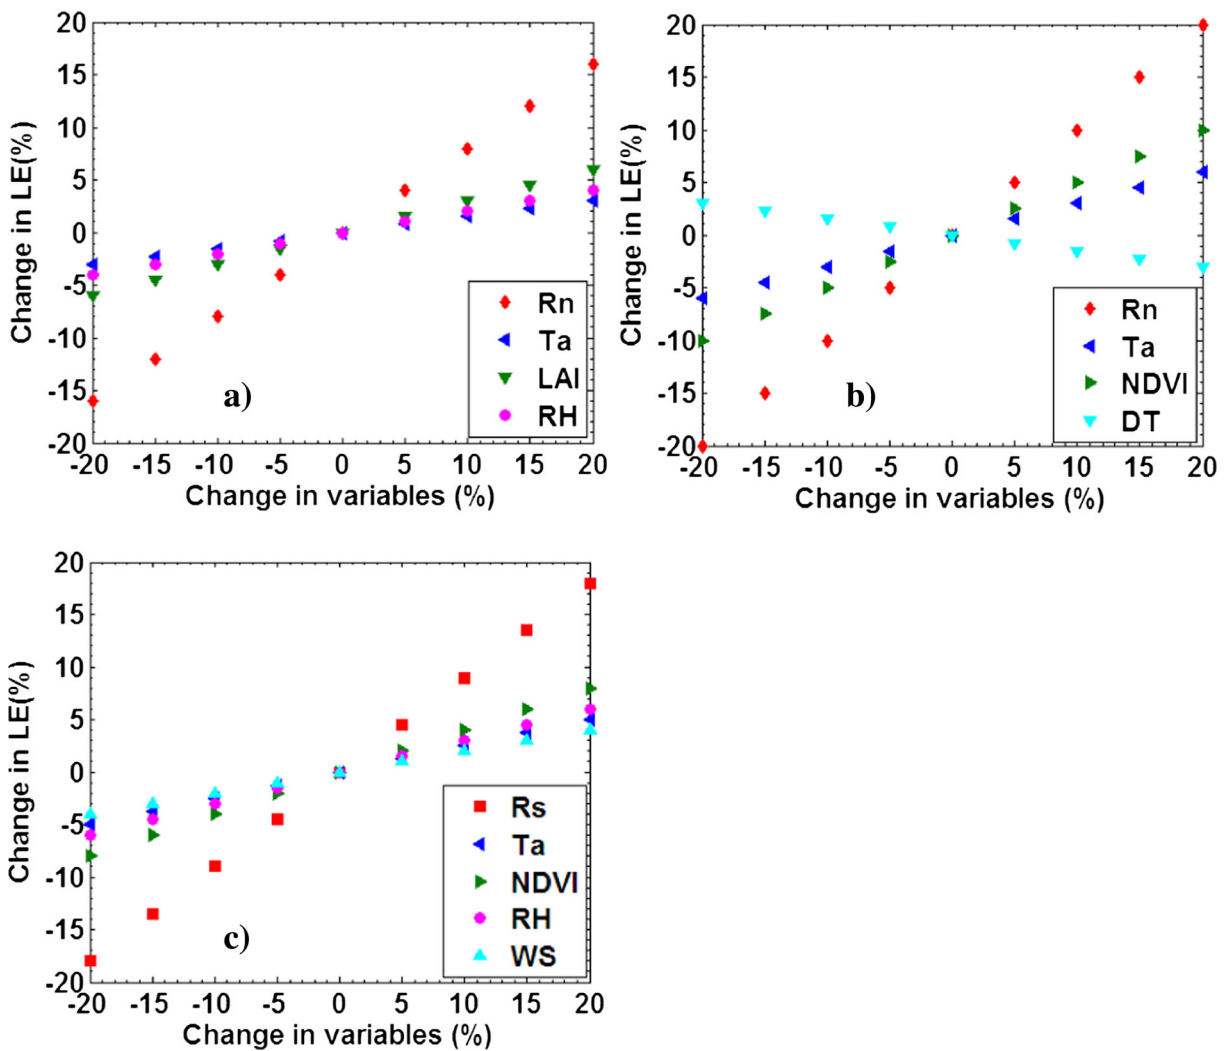 20
15
10
5
0
-5
-10
-15
-20
Change in LE(%)
-20 -15 -10 -5 0 5 10 15 20
Change in variables (%)
Rn
Ta
LAI
RH
a)
20
15
10
5
0
-5
-10
-15
-20
Change in LE(%)
-20 -15 -10 -5 0 5 10 15 20
Change in variables (%)
Rn
Ta
NDVI
DT
b)
20
15
10
5
0
-5
-10
-15
-20
Change in LE(%)
-20 -15 -10 -5 0 5 10 15 20
Change in variables (%)
Rs
Ta
NDVI
RH
WS
c)